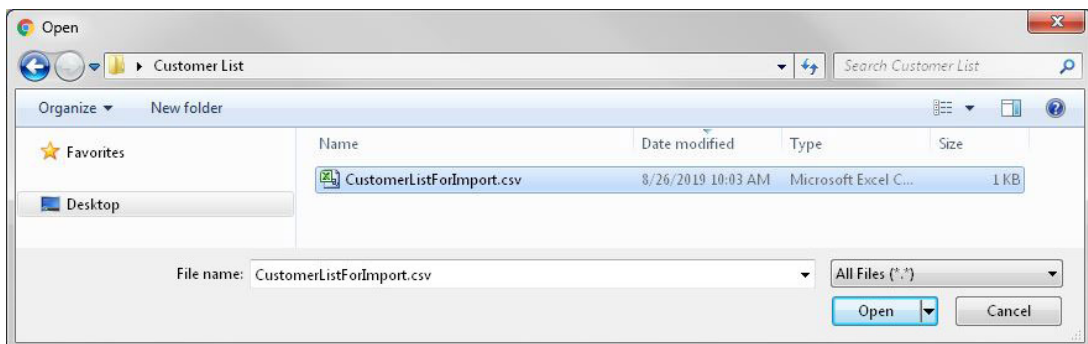 Open
Customer List
Search Customer List
Organize New folder
Favorites
Desktop
Name Date modified Type Size
CustomerListForImport.csv 8/26/2019 10:03 AM Microsoft Excel C... 1 KB
File name: CustomerListForImport.csv All Files (*.*)
Open Cancel